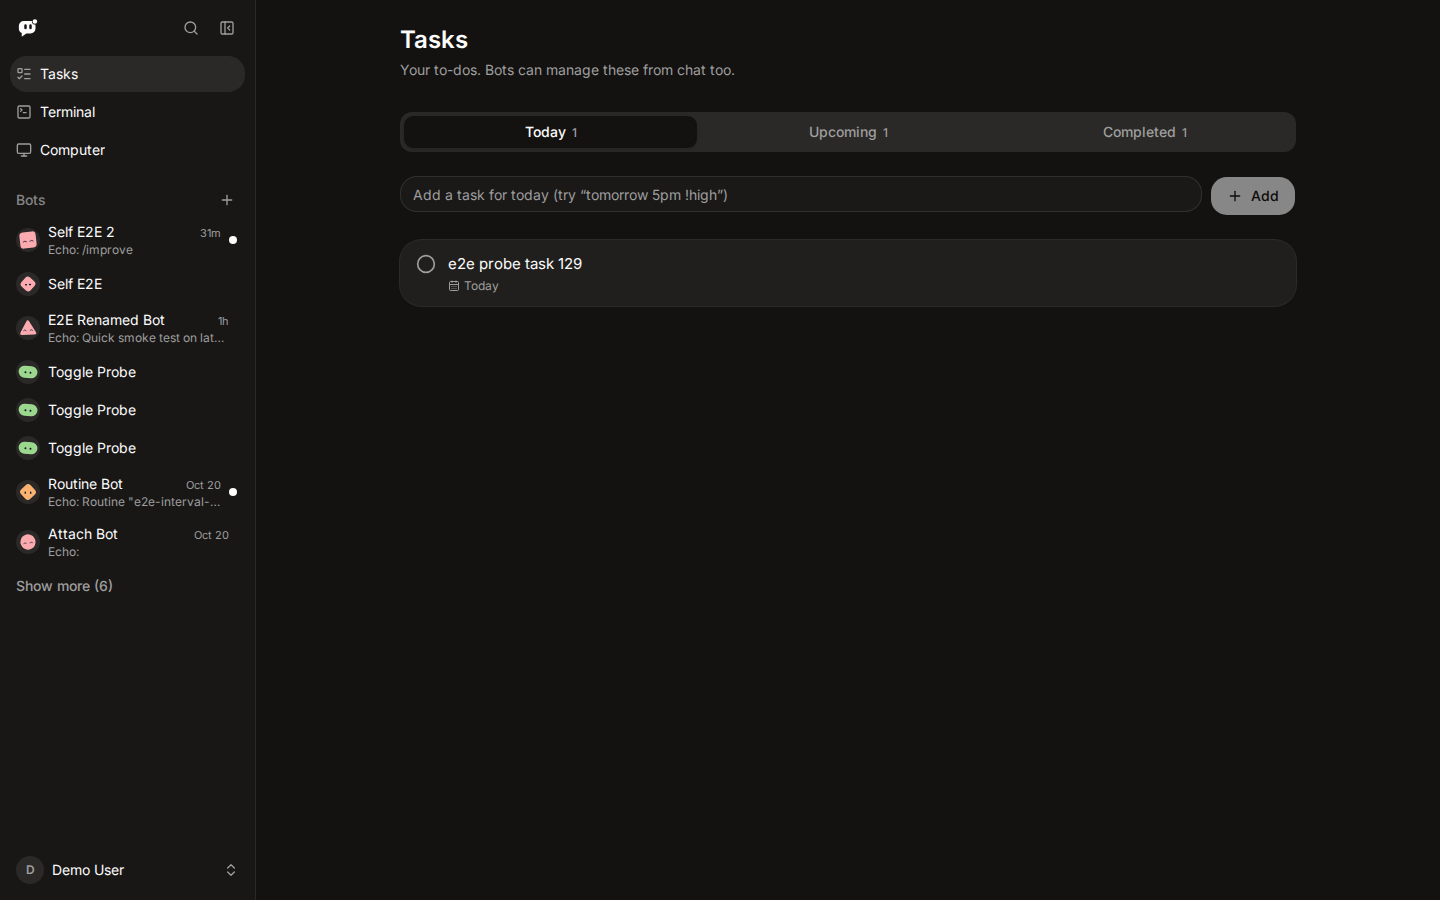 Tasks
Terminal
Computer
Bots
Self E2E 2 31m
Echo: /improve
Self E2E
E2E Renamed Bot 1h
Echo: Quick smoke test on lat...
Toggle Probe
Toggle Probe
Toggle Probe
Routine Bot Oct 20
Echo: Routine "e2e-interval-...
Attach Bot Oct 20
Echo:
Show more (6)
D Demo User
Tasks
Your to-dos. Bots can manage these from chat too.
Today 1 Upcoming 1 Completed 1
Add a task for today (try “tomorrow 5pm !high”) Add
e2e probe task 129
Today